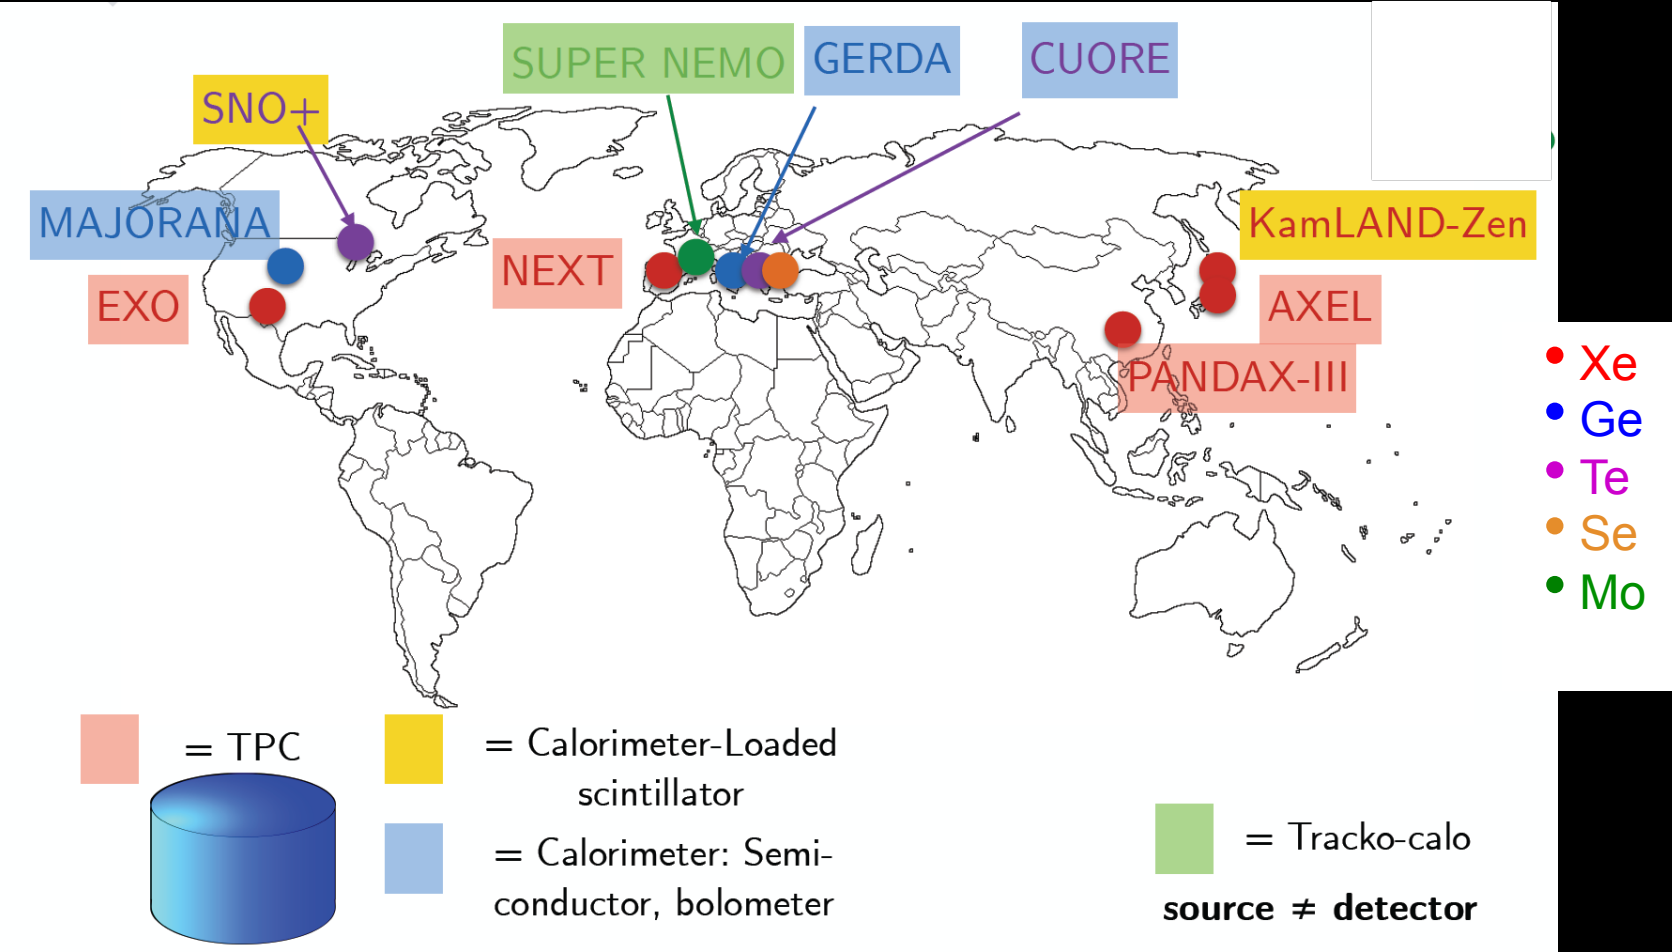 SUPER NEMO
GERDA
CUORE
SNO+
MAJORANA
EXO
NEXT
KamLAND-Zen
AXEL
PANDAX-III
• Xe
• Ge
• Te
• Se
• Mo
= TPC
= Calorimeter-Loaded
scintillator
= Calorimeter: Semi-
conductor, bolometer
= Tracko-calo
source ≠ detector